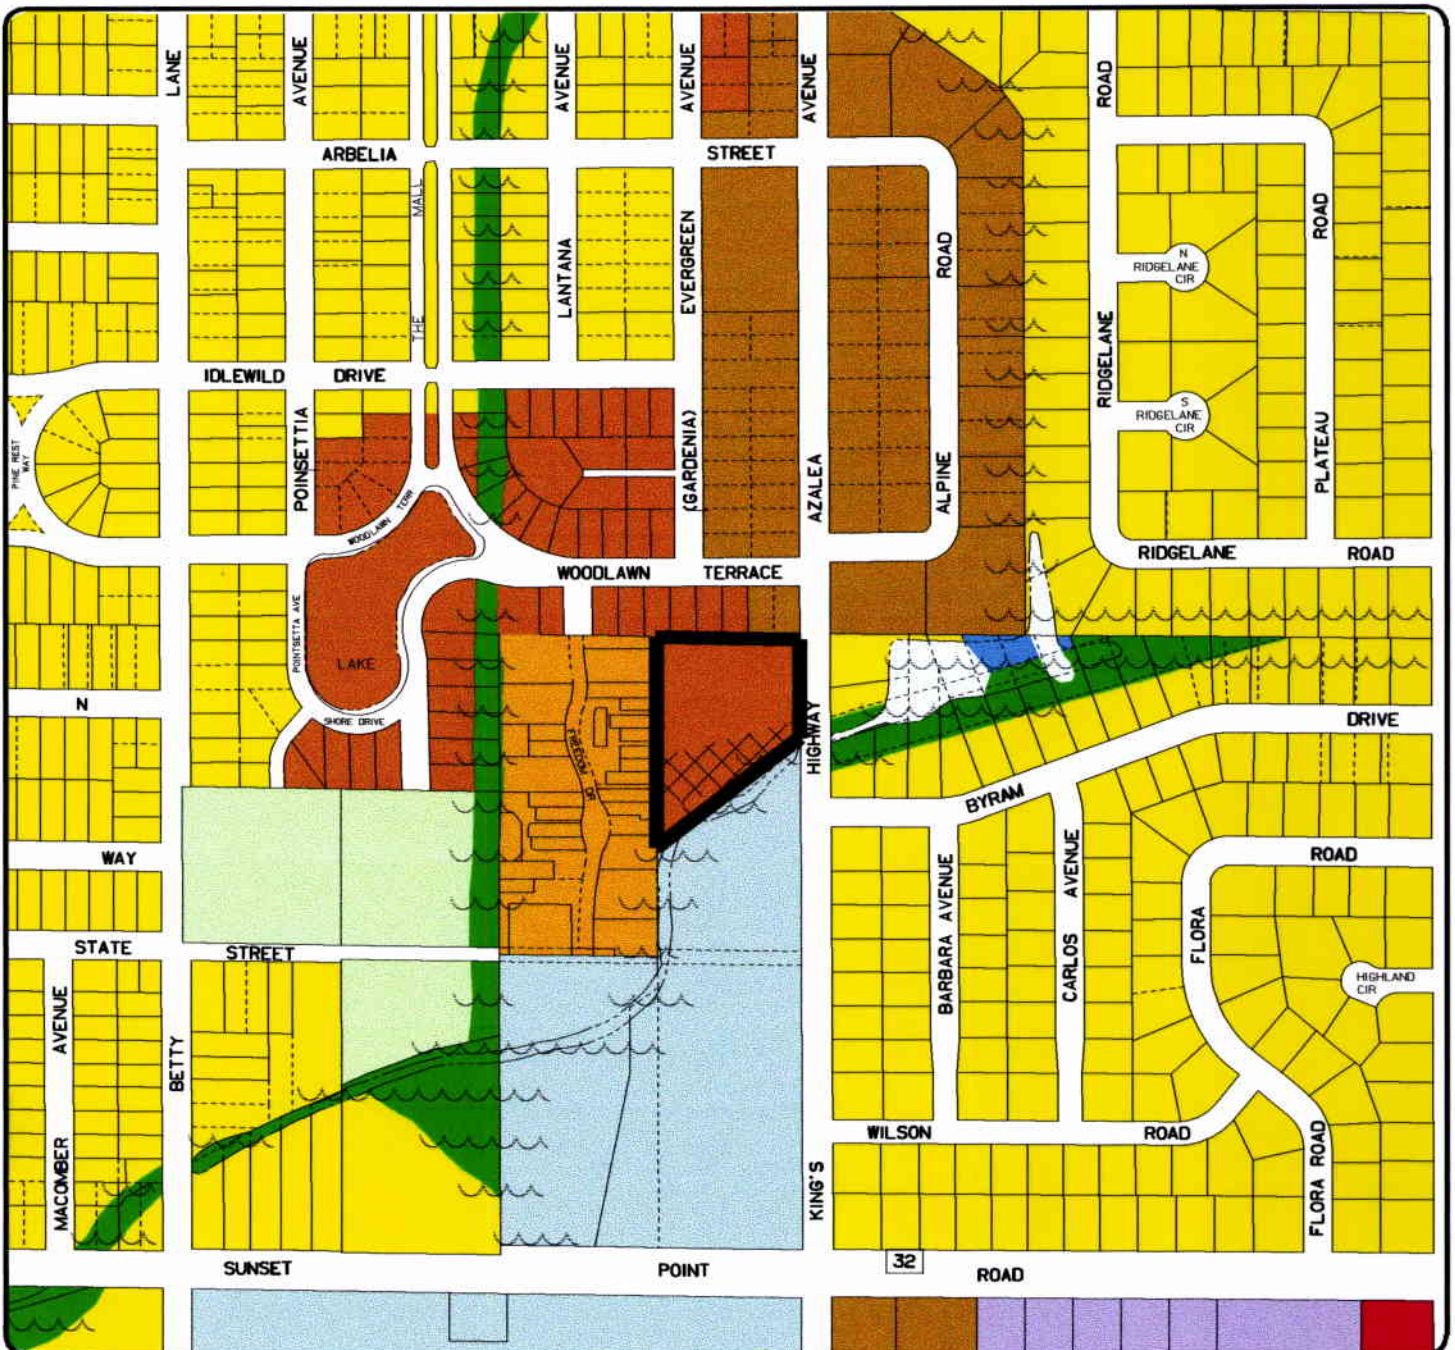 LANE
AVENUE
AVENUE
AVENUE
AVENUE
ROAD
ARBELIA
STREET
MALL
THE
LANTANA
EVERGREEN
ROAD
ROAD
N
RIDGELANE
CIR
RIDGELANE
S
RIDGELANE
CIR
IDLEWILD DRIVE
POINSETTIA
PINE REST
WAY
(GARDENIA)
AZALEA
ALPINE
PLATEAU
WOODLAWN TERR
RIDGELANE ROAD
WOODLAWN TERRACE
POINTSETTA AVE
LAKE
SHORE DRIVE
N
FREEDOM DR
HIGHWAY
DRIVE
BYRAM
WAY
ROAD
BARBARA AVENUE
CARLOS AVENUE
FLORA
STATE
STREET
HIGHLAND
CIR
AVENUE
BETTY
MACOMBER
WILSON
ROAD
KING'S
FLORA ROAD
SUNSET
POINT
32
ROAD